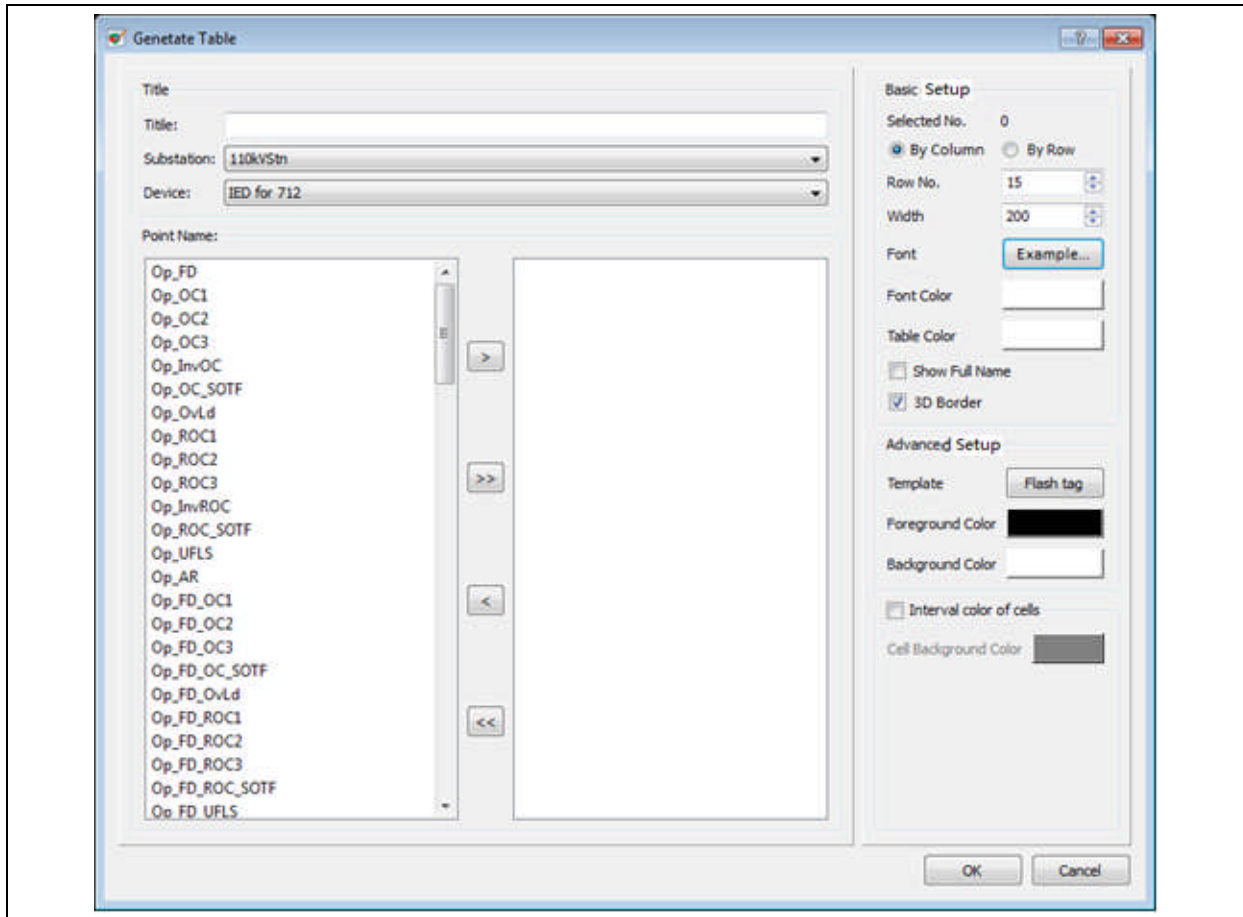 Genetate Table
Title
Title:
Substation: 110kVStn
Device: IED for 712
Point Name:
Op_FD
Op_OC1
Op_OC2
Op_OC3
Op_InvOC
Op_OC_SOTF
Op_OvLd
Op_ROC1
Op_ROC2
Op_ROC3
Op_InvROC
Op_ROC_SOTF
Op_UFLS
Op_AR
Op_FD_OC1
Op_FD_OC2
Op_FD_OC3
Op_FD_OC_SOTF
Op_FD_OvLd
Op_FD_ROC1
Op_FD_ROC2
Op_FD_ROC3
Op_FD_ROC_SOTF
Op_FD_UFLS
>
>>
<
<<
Basic Setup
Selected No. 0
By Column By Row
Row No. 15
Width 200
Font Example...
Font Color
Table Color
Show Full Name
3D Border
Advanced Setup
Template Flash tag
Foreground Color
Background Color
Interval color of cells
Cell Background Color
OK Cancel